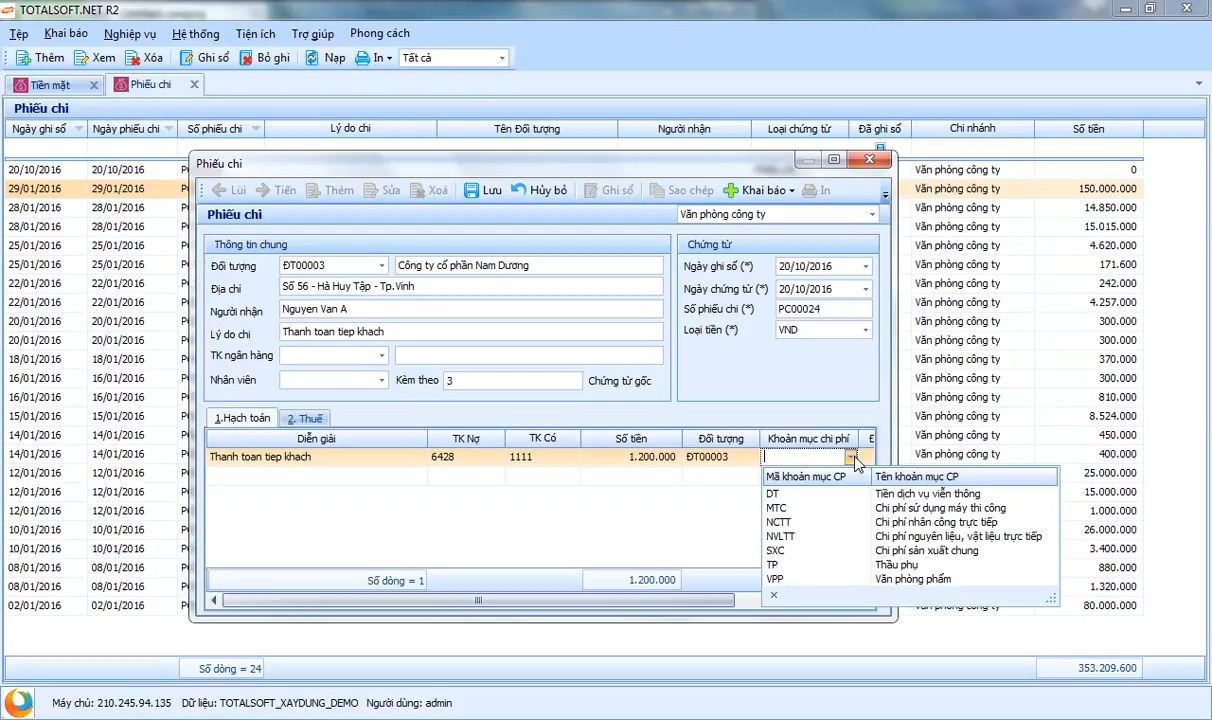 TOTALSOFT.NET R2
Tệp Khai báo Nghiệp vụ Hệ thống Tiện ích Trợ giúp Phong cách
Thêm Xem Xóa Ghi sổ Bỏ ghi Nạp In Tất cả
Tiền mặt Phiếu chi
Phiếu chi
Ngày ghi sổ Ngày phiếu chi Số phiếu chi Lý do chi Tên Đối tượng Người nhận Loại chứng từ Đã ghi sổ Chi nhánh Số tiền
20/10/2016 20/10/2016 Văn phòng công ty 0
29/01/2016 29/01/2016 Văn phòng công ty 150.000.000
28/01/2016 28/01/2016 Văn phòng công ty 14.850.000
28/01/2016 28/01/2016 Văn phòng công ty 15.015.000
25/01/2016 25/01/2016 Văn phòng công ty 4.620.000
25/01/2016 25/01/2016 Văn phòng công ty 171.600
22/01/2016 22/01/2016 Văn phòng công ty 242.000
22/01/2016 22/01/2016 Văn phòng công ty 4.257.000
20/01/2016 20/01/2016 Văn phòng công ty 300.000
20/01/2016 20/01/2016 Văn phòng công ty 300.000
18/01/2016 18/01/2016 Văn phòng công ty 370.000
16/01/2016 16/01/2016 Văn phòng công ty 300.000
16/01/2016 16/01/2016 Văn phòng công ty 810.000
15/01/2016 15/01/2016 Văn phòng công ty 8.524.000
14/01/2016 14/01/2016 Văn phòng công ty 450.000
14/01/2016 14/01/2016 Văn phòng công ty 400.000
12/01/2016 12/01/2016 25.000.000
12/01/2016 12/01/2016 15.000.000
12/01/2016 12/01/2016 1.000.000
10/01/2016 10/01/2016 26.000.000
10/01/2016 10/01/2016 3.400.000
08/01/2016 08/01/2016 880.000
08/01/2016 08/01/2016 1.320.000
02/01/2016 02/01/2016 Văn phòng công ty 80.000.000
Số dòng = 24 353.209.600
Phiếu chi
Lùi Tiến Thêm Sửa Xoá Lưu Hủy bỏ Ghi sổ Sao chép Khai báo In
Phiếu chi Văn phòng công ty
Thông tin chung
Đối tượng ĐT00003 Công ty cổ phần Nam Dương
Địa chỉ Số 56 - Hà Huy Tập - Tp.Vinh
Người nhận Nguyen Van A
Lý do chi Thanh toan tiep khach
TK ngân hàng
Nhân viên Kèm theo 3 Chứng từ gốc
Chứng từ
Ngày ghi sổ (*) 20/10/2016
Ngày chứng từ (*) 20/10/2016
Số phiếu chi (*) PC00024
Loại tiền (*) VND
1.Hạch toán 2. Thuế
Diễn giải TK Nợ TK Có Số tiền Đối tượng Khoản mục chi phí
Thanh toan tiep khach 6428 1111 1.200.000 ĐT00003
Mã khoản mục CP Tên khoản mục CP
DT Tiền dịch vụ viễn thông
MTC Chi phí sử dụng máy thi công
NCTT Chi phí nhân công trực tiếp
NVLTT Chi phí nguyên liệu, vật liệu trực tiếp
SXC Chi phí sản xuất chung
TP Thầu phụ
VPP Văn phòng phẩm
Số dòng = 1 1.200.000
Máy chủ: 210.245.94.135 Dữ liệu: TOTALSOFT_XAYDUNG_DEMO Người dùng: admin